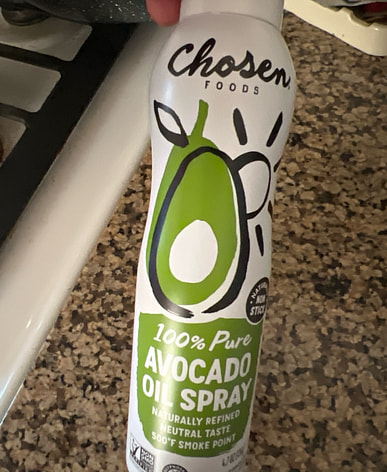 Chosen
FOODS
NON
STICK
100% Pure
AVOCADO
OIL SPRAY
NATURALLY REFINED
NEUTRAL TASTE
500°F SMOKE POINT